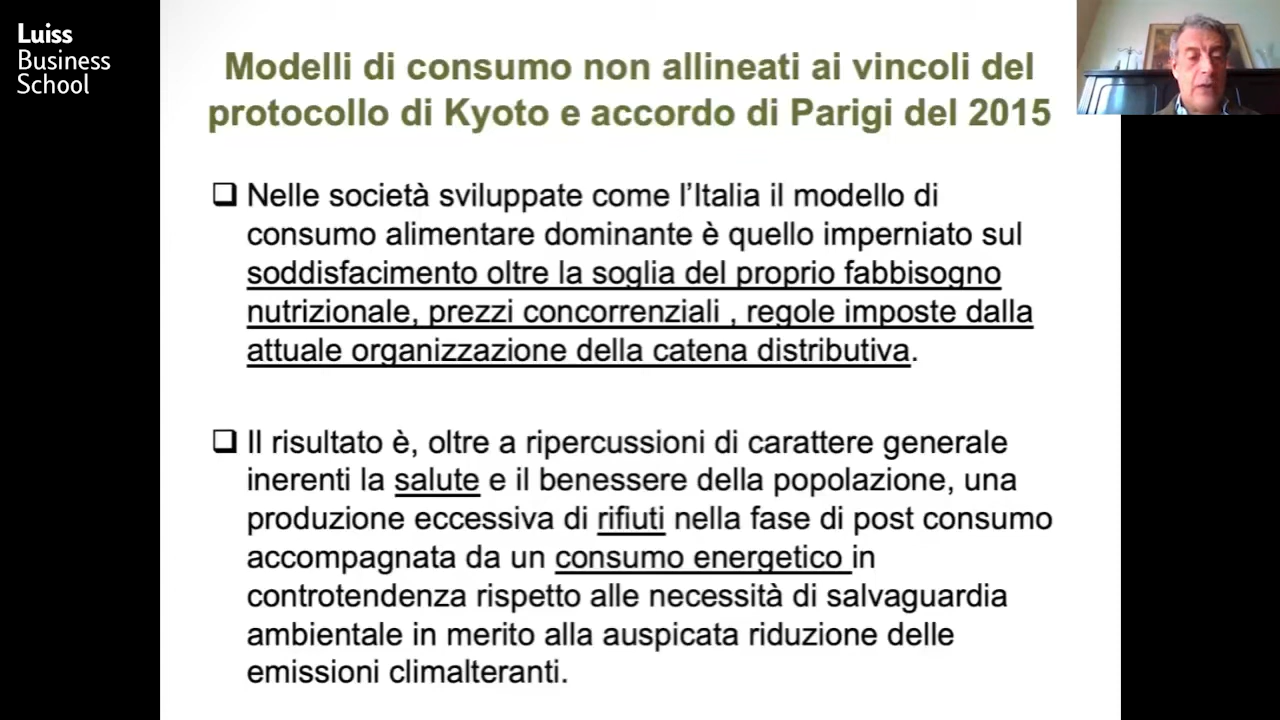 Luiss
Business
School
Modelli di consumo non allineati ai vincoli del
protocollo di Kyoto e accordo di Parigi del 2015
Nelle società sviluppate come l’Italia il modello di
consumo alimentare dominante è quello imperniato sul
soddisfacimento oltre la soglia del proprio fabbisogno
nutrizionale, prezzi concorrenziali , regole imposte dalla
attuale organizzazione della catena distributiva.
Il risultato è, oltre a ripercussioni di carattere generale
inerenti la salute e il benessere della popolazione, una
produzione eccessiva di rifiuti nella fase di post consumo
accompagnata da un consumo energetico in
controtendenza rispetto alle necessità di salvaguardia
ambientale in merito alla auspicata riduzione delle
emissioni climalteranti.